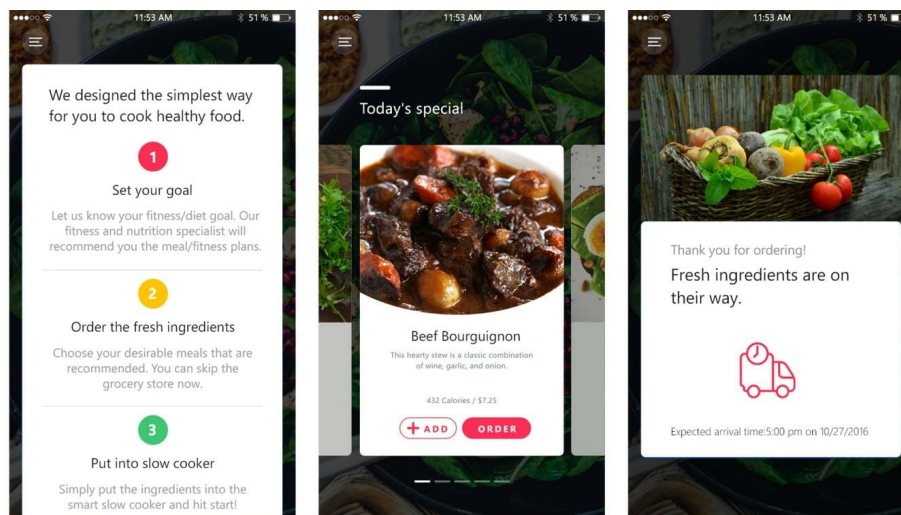 11:53 AM
51 %
We designed the simplest way
for you to cook healthy food.
1
Set your goal
Let us know your fitness/diet goal. Our
fitness and nutrition specialist will
recommend you the meal/fitness plans.
2
Order the fresh ingredients
Choose your desirable meals that are
recommended. You can skip the
grocery store now.
3
Put into slow cooker
Simply put the ingredients into the
smart slow cooker and hit start!
11:53 AM
51 %
Today's special
Beef Bourguignon
This hearty stew is a classic combination
of wine, garlic, and onion.
432 Calories / $7.25
+ ADD
ORDER
11:53 AM
51 %
Thank you for ordering!
Fresh ingredients are on
their way.
Expected arrival time:5:00 pm on 10/27/2016